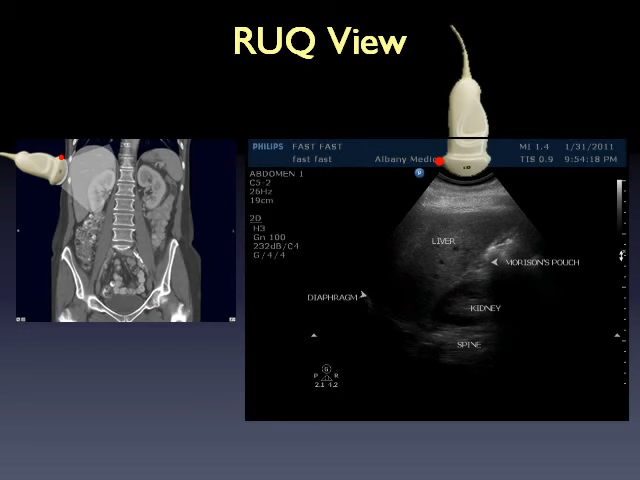 RUQ View
PHILIPS FAST FAST MI 1.4 1/31/2011
fast fast Albany Medi TIS 0.9 9:54:18 PM
ABDOMEN 1
C5-2
26Hz
19cm
2D
H3
Gn 100
232dB/C4
G/4/4
P
LIVER
MORISON'S POUCH
DIAPHRAGM
KIDNEY
SPINE
G
P R
2.1 4.2